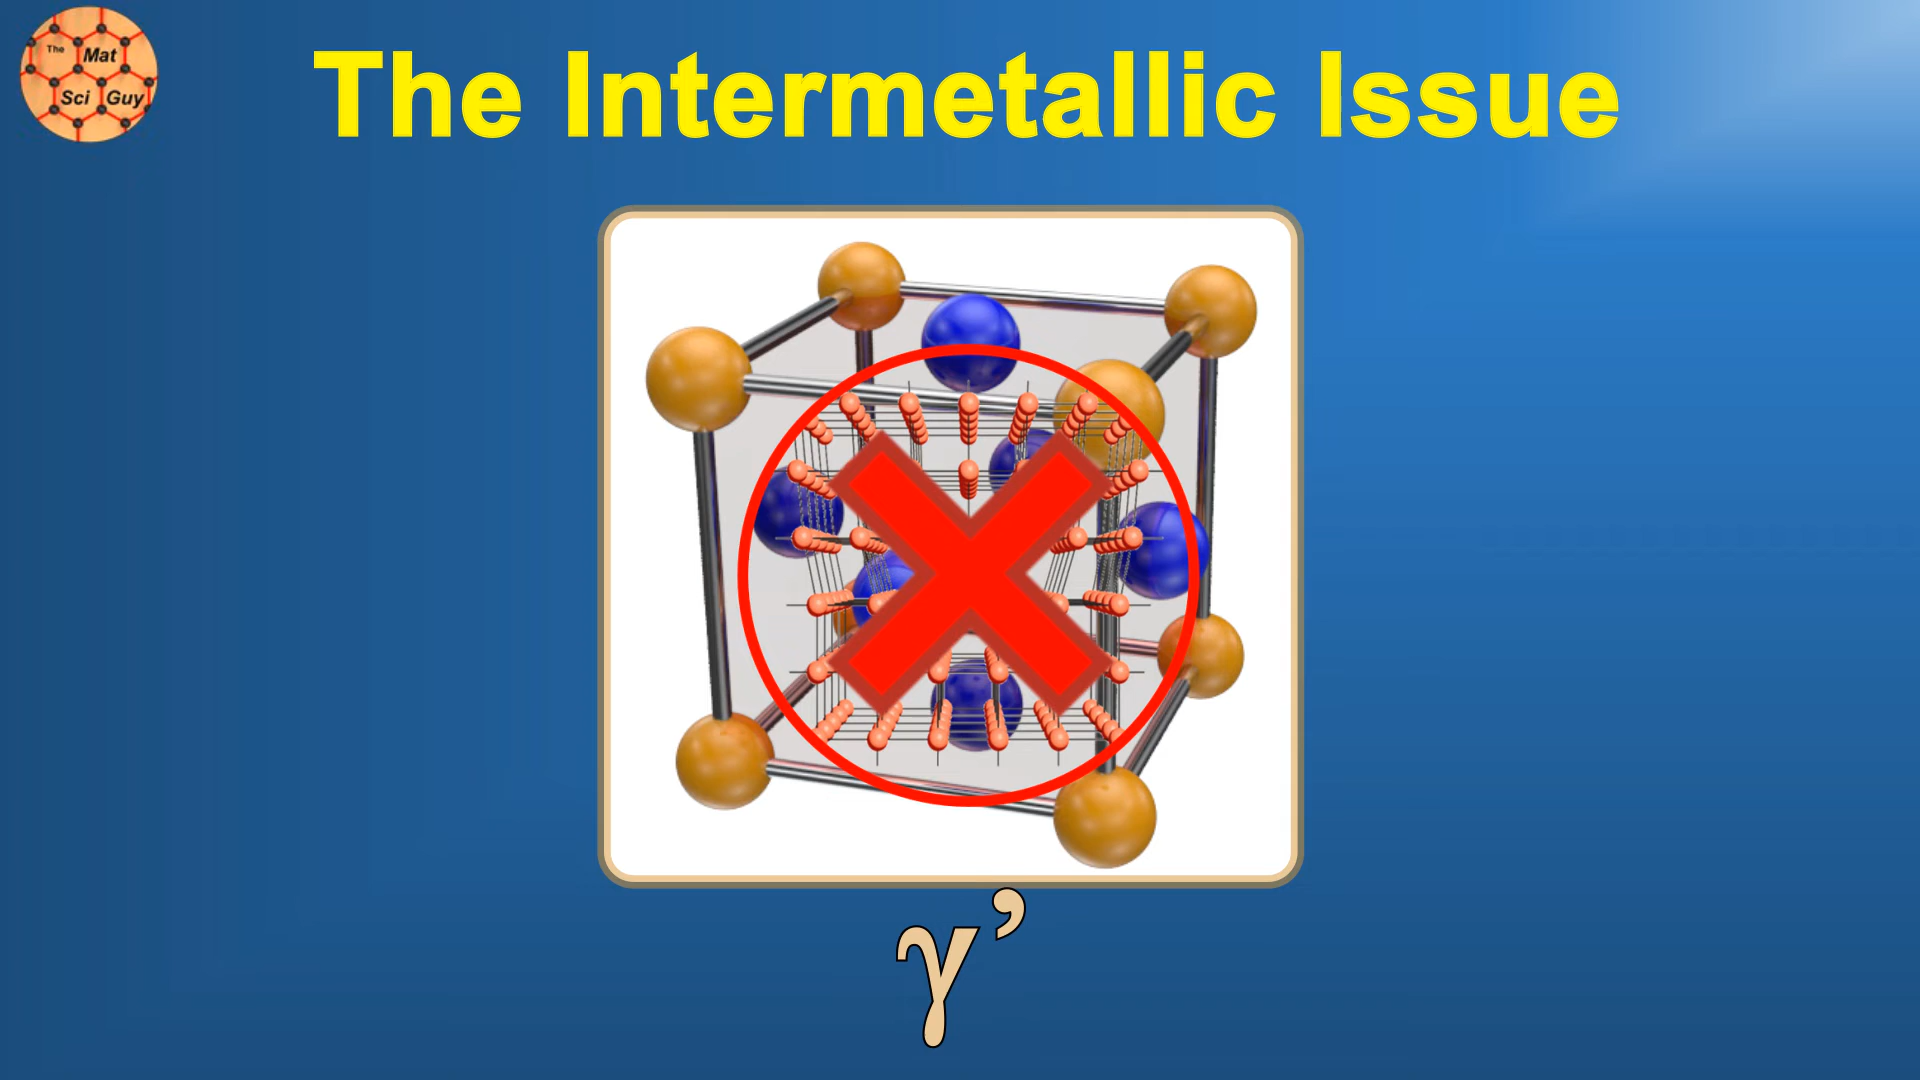 The Mat
Sci Guy
The Intermetallic Issue
γ’